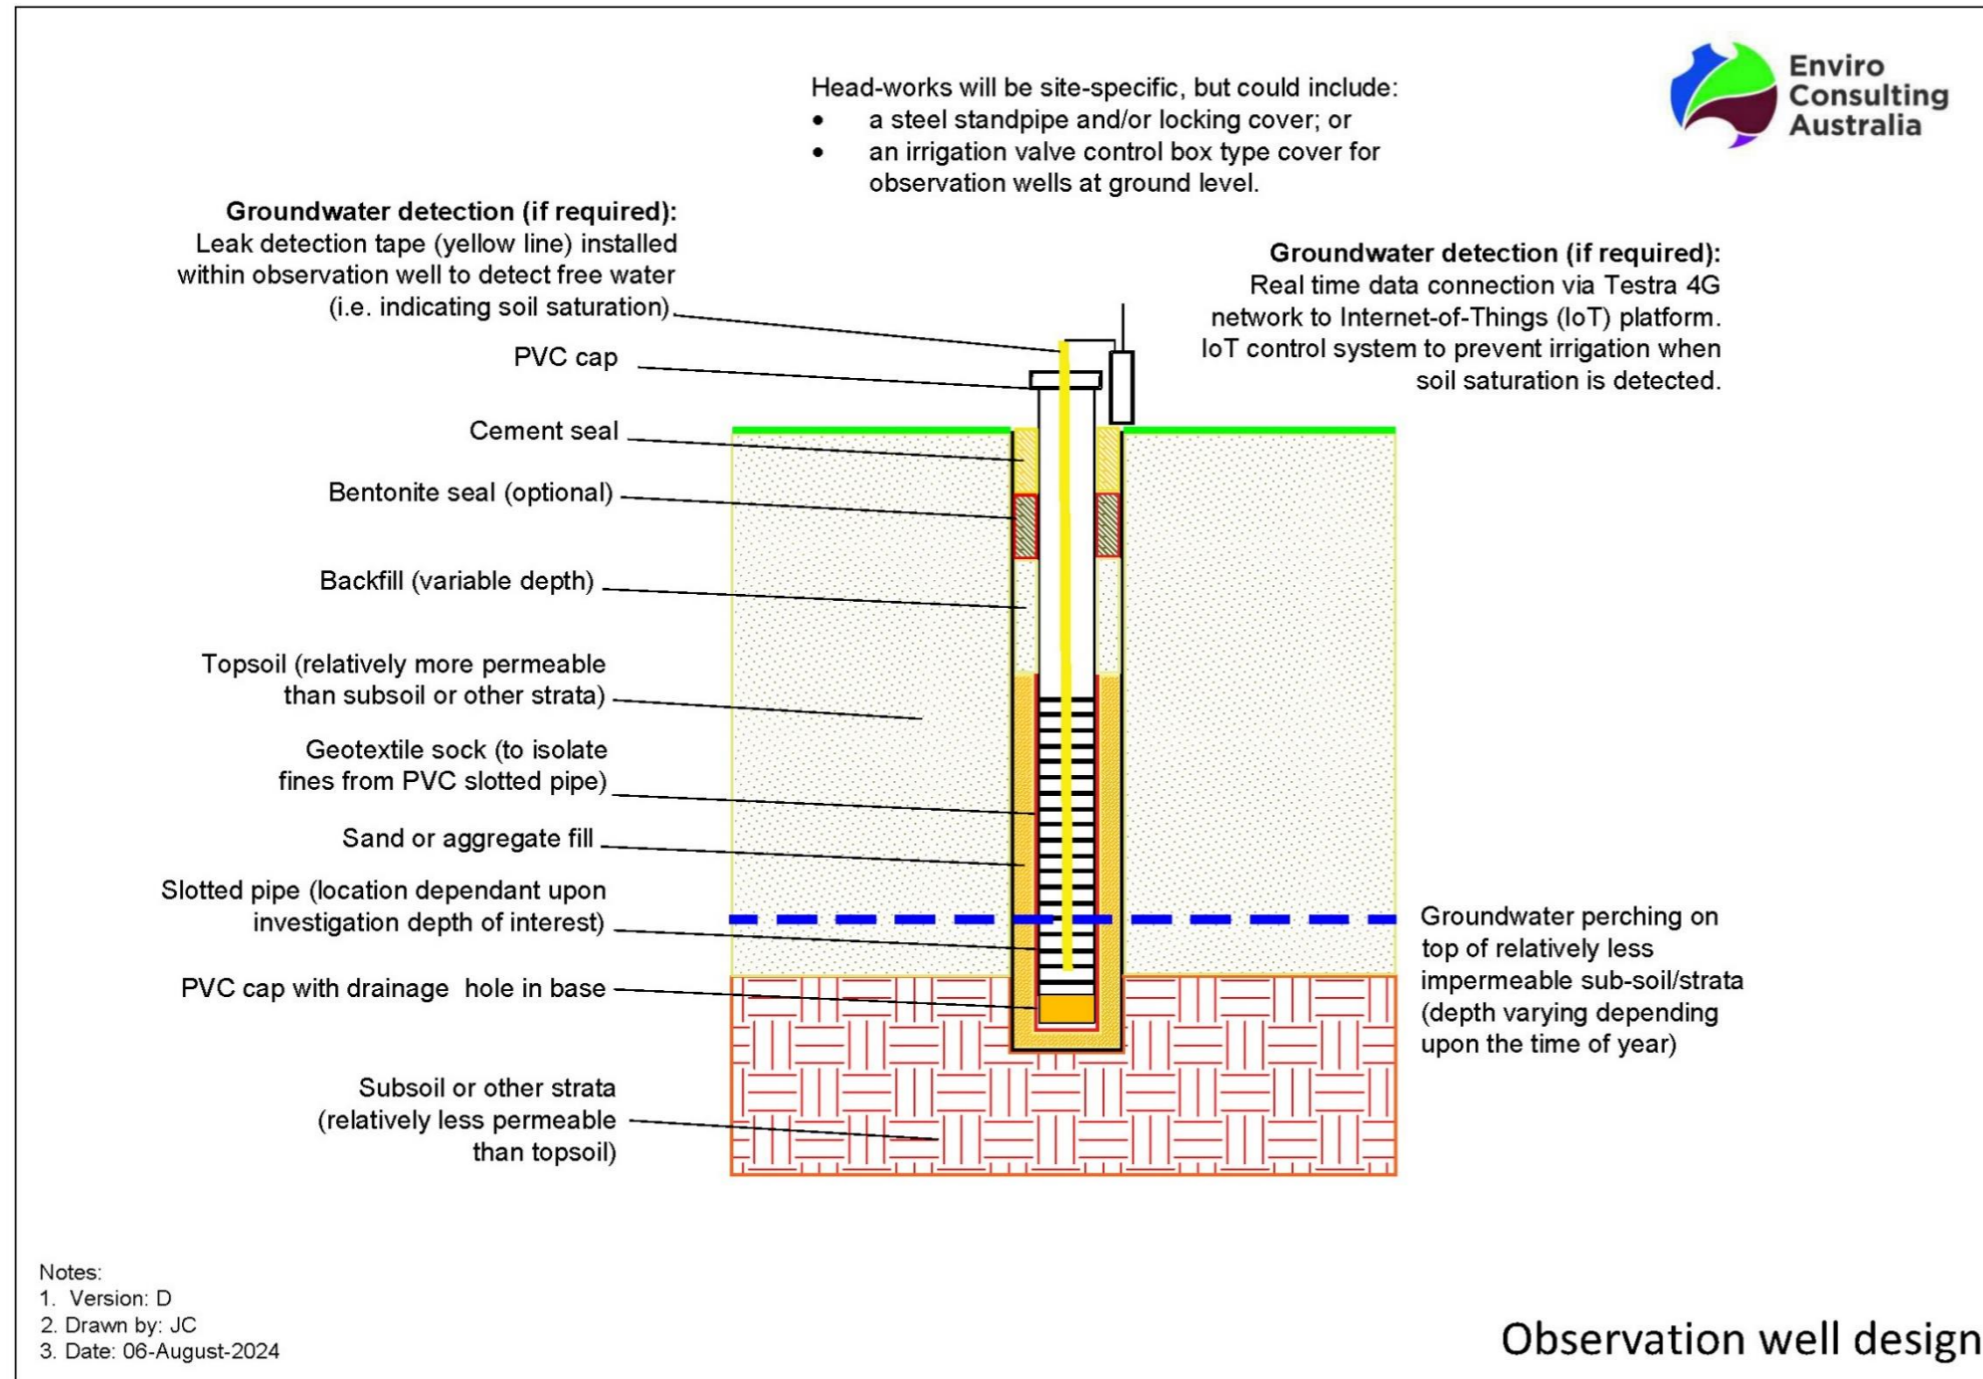 Enviro
Consulting
Australia
Head-works will be site-specific, but could include:
• a steel standpipe and/or locking cover; or
• an irrigation valve control box type cover for
observation wells at ground level.
Groundwater detection (if required):
Leak detection tape (yellow line) installed
within observation well to detect free water
(i.e. indicating soil saturation)
Groundwater detection (if required):
Real time data connection via Testra 4G
network to Internet-of-Things (IoT) platform.
IoT control system to prevent irrigation when
soil saturation is detected.
PVC cap
Cement seal
Bentonite seal (optional)
Backfill (variable depth)
Topsoil (relatively more permeable
than subsoil or other strata)
Geotextile sock (to isolate
fines from PVC slotted pipe)
Sand or aggregate fill
Slotted pipe (location dependant upon
investigation depth of interest)
PVC cap with drainage hole in base
Subsoil or other strata
(relatively less permeable
than topsoil)
Groundwater perching on
top of relatively less
impermeable sub-soil/strata
(depth varying depending
upon the time of year)
Notes:
1. Version: D
2. Drawn by: JC
3. Date: 06-August-2024
Observation well design